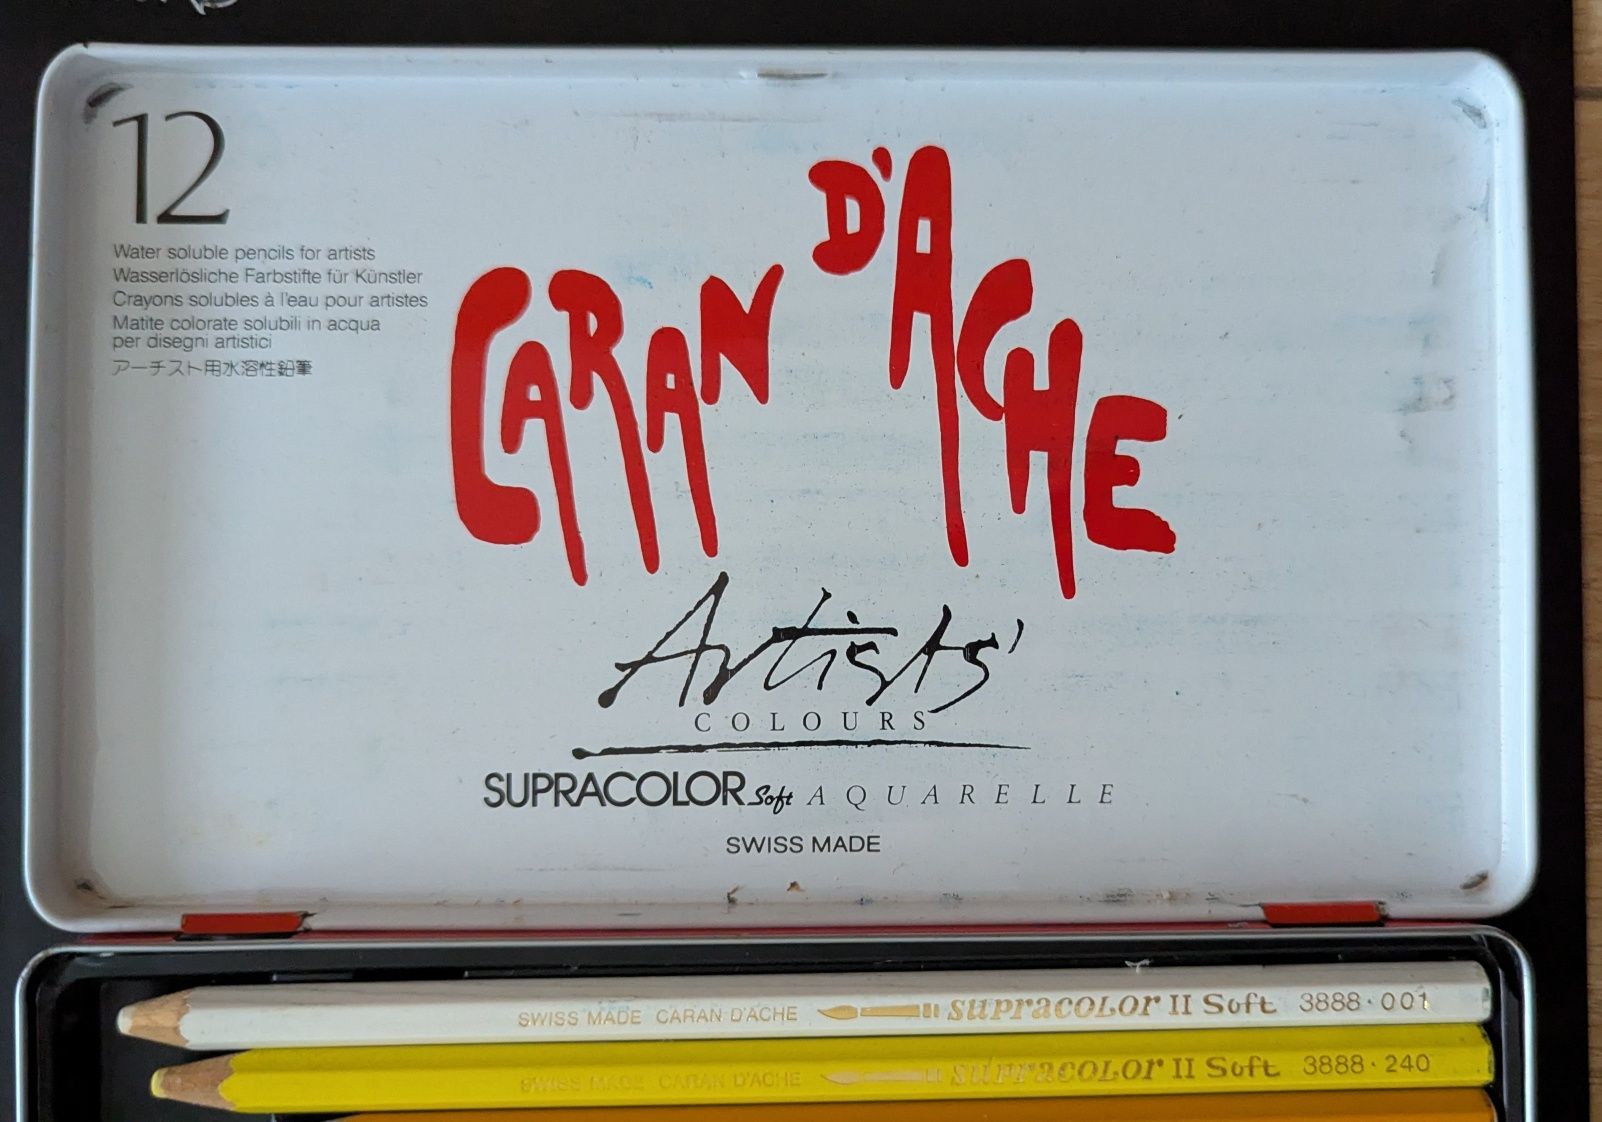 12
Water soluble pencils for artists
Wasserlösliche Farbstifte für Künstler
Crayons solubles à l'eau pour artistes
Matite colorate solubili in acqua
per disegni artistici
アーチスト用水溶性鉛筆
CARAN D'ACHE
Artists'
COLOURS
SUPRACOLOR Soft AQUARELLE
SWISS MADE
SWISS MADE CARAN D'ACHE supracolor II Soft 3888·001
SWISS MADE CARAN D'ACHE supracolor II Soft 3888·240